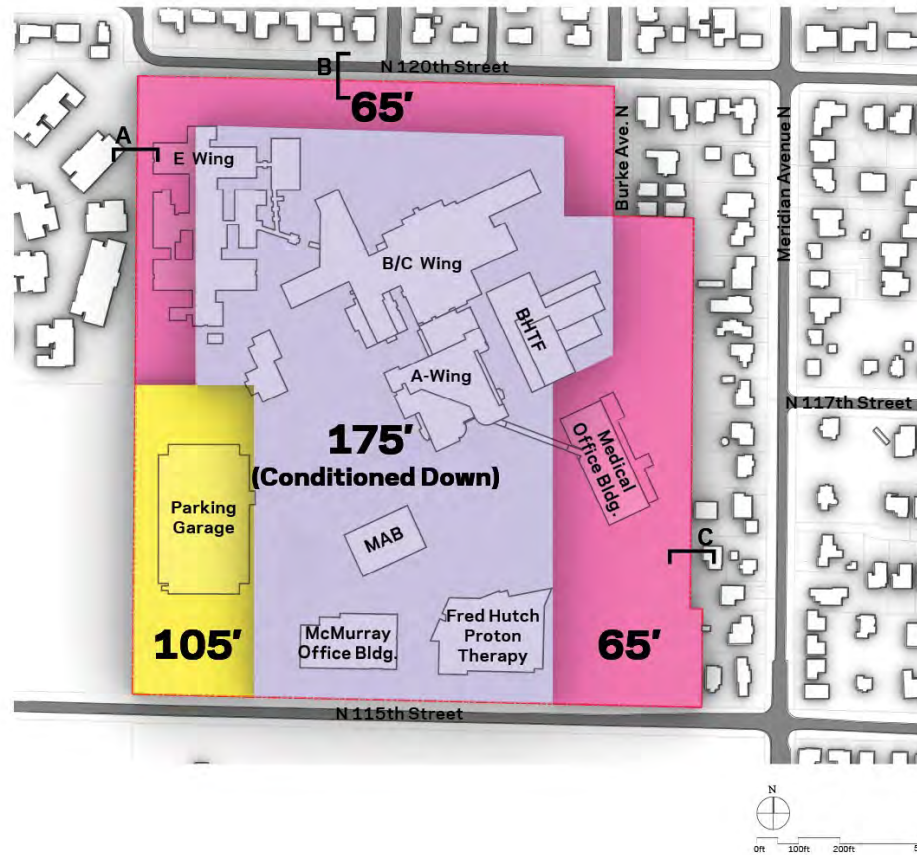 B
N 120th Street
65'
A
E Wing
Burke Ave. N
Meridian Avenue N
B/C Wing
BHTF
A-Wing
N 117th Street
175'
(Conditioned Down)
Medical
Office Bldg.
Parking
Garage
MAB
C
105'
McMurray
Office Bldg.
Fred Hutch
Proton
Therapy
65'
N 115th Street
N
0ft 100ft 200ft 5